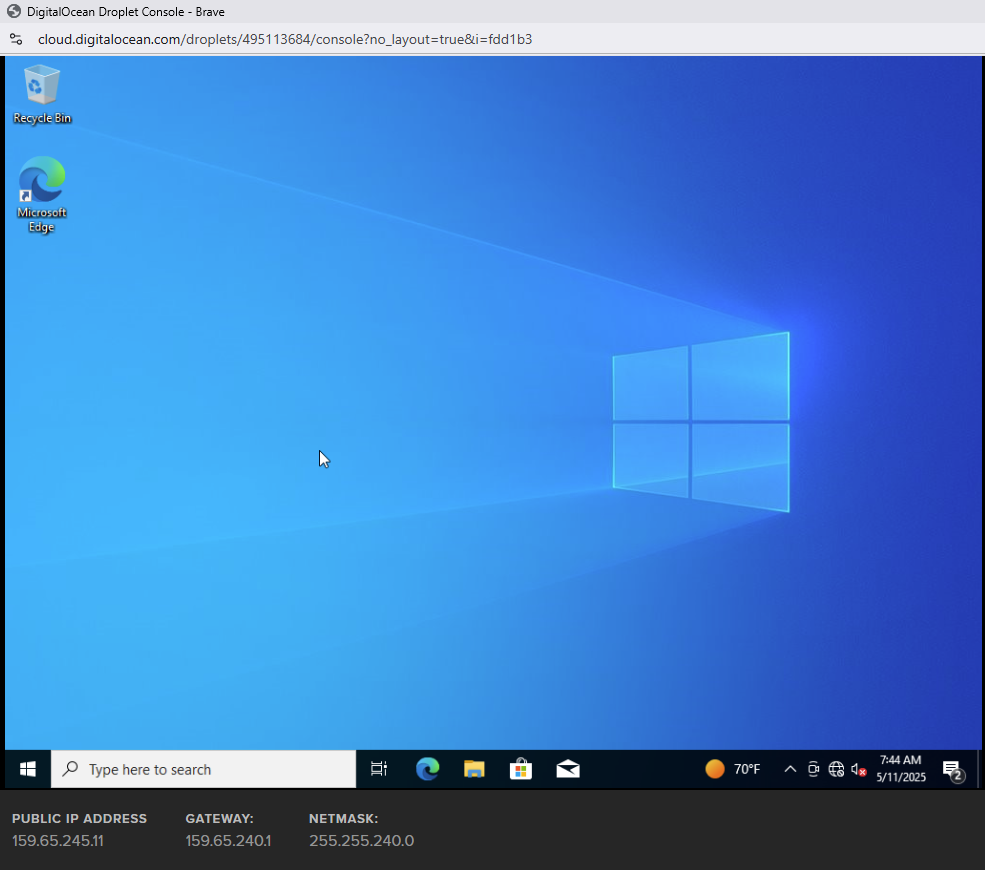 DigitalOcean Droplet Console - Brave
cloud.digitalocean.com/droplets/495113684/console?no_layout=true&i=fdd1b3
Recycle Bin
Microsoft
Edge
Type here to search
70°F
7:44 AM
5/11/2025
2
PUBLIC IP ADDRESS
159.65.245.11
GATEWAY:
159.65.240.1
NETMASK:
255.255.240.0